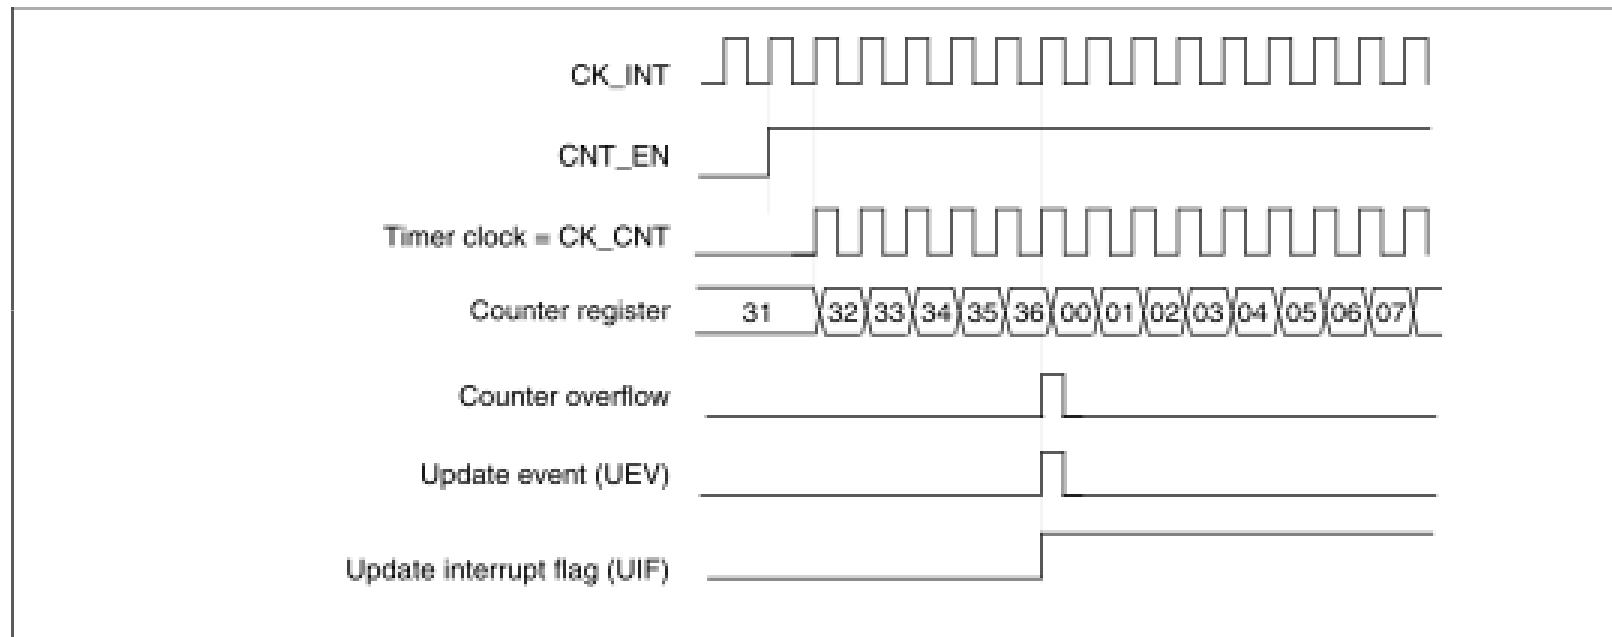 CK_INT
CNT_EN
Timer clock = CK_CNT
Counter register 31 32 33 34 35 36 00 01 02 03 04 05 06 07
Counter overflow
Update event (UEV)
Update interrupt flag (UIF)